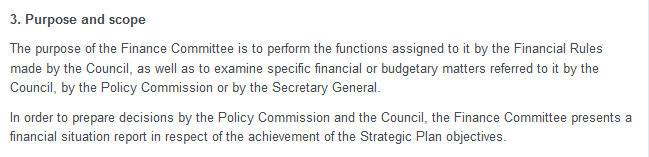 3. Purpose and scope
The purpose of the Finance Committee is to perform the functions assigned to it by the Financial Rules
made by the Council, as well as to examine specific financial or budgetary matters referred to it by the
Council, by the Policy Commission or by the Secretary General.
In order to prepare decisions by the Policy Commission and the Council, the Finance Committee presents a
financial situation report in respect of the achievement of the Strategic Plan objectives.